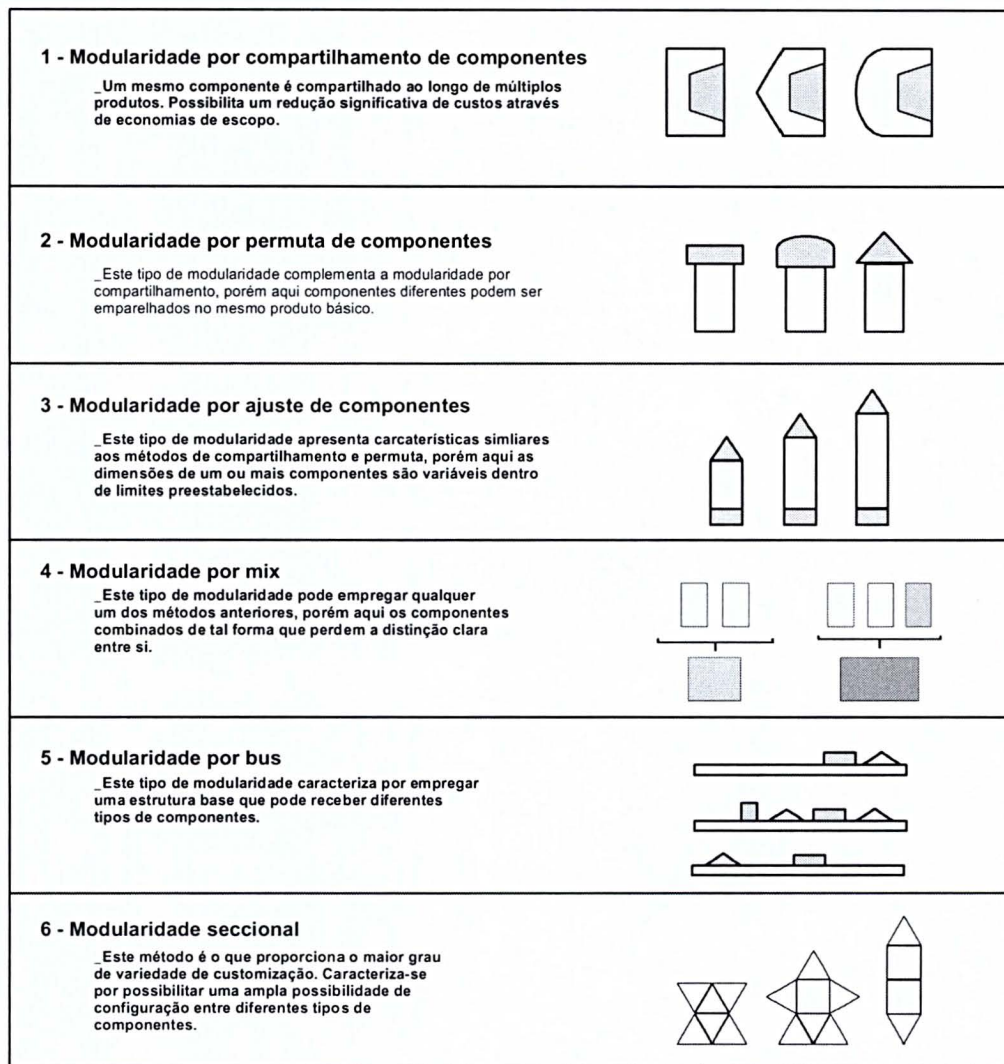 1 - Modularidade por compartilhamento de componentes
_Um mesmo componente é compartilhado ao longo de múltiplos
produtos. Possibilita um redução significativa de custos através
de economias de escopo.
2 - Modularidade por permuta de componentes
_Este tipo de modularidade complementa a modularidade por
compartilhamento, porém aqui componentes diferentes podem ser
emparelhados no mesmo produto básico.
3 - Modularidade por ajuste de componentes
_Este tipo de modularidade apresenta carcaterísticas simliares
aos métodos de compartilhamento e permuta, porém aqui as
dimensões de um ou mais componentes são variáveis dentro
de limites preestabelecidos.
4 - Modularidade por mix
_Este tipo de modularidade pode empregar qualquer
um dos métodos anteriores, porém aqui os componentes
combinados de tal forma que perdem a distinção clara
entre si.
5 - Modularidade por bus
_Este tipo de modularidade caracteriza por empregar
uma estrutura base que pode receber diferentes
tipos de componentes.
6 - Modularidade seccional
_Este método é o que proporciona o maior grau
de variedade de customização. Caracteriza-se
por possibilitar uma ampla possibilidade de
configuração entre diferentes tipos de
componentes.